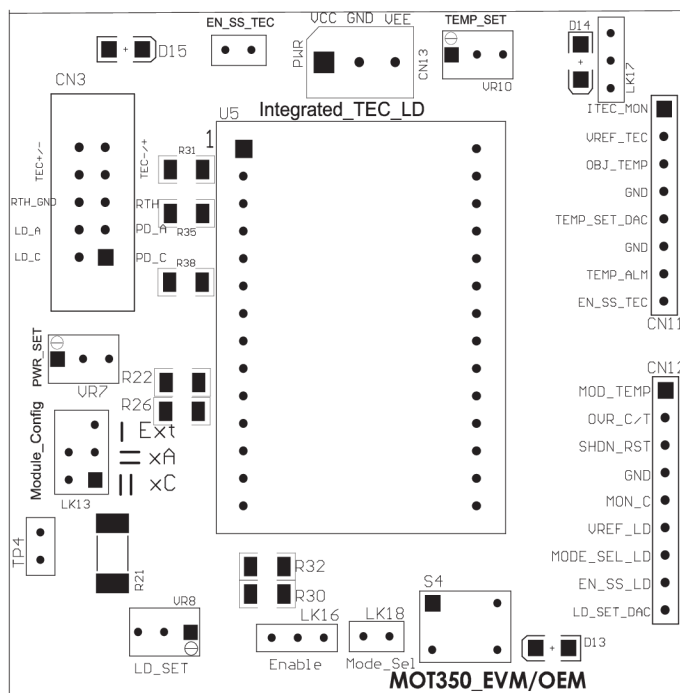 EN_SS_TEC
VCC GND VEE
TEMP_SET
D14
D15
PWR
CN13
VR10
LK17
CN3
U5
Integrated_TEC_LD
ITEC_MON
VREF_TEC
OBJ_TEMP
GND
TEMP_SET_DAC
GND
TEMP_ALM
EN_SS_TEC
CN11
1
TEC+/-
TEC-/+
RTH_GND
RTH
LD_A
PD_A
LD_C
PD_C
R31
R35
R38
PWR_SET
VR7
R22
R26
Module_Config
| Ext
= xA
|| xC
LK13
CN12
MOD_TEMP
OVR_C/T
SHDN_RST
GND
MON_C
VREF_LD
MODE_SEL_LD
EN_SS_LD
LD_SET_DAC
TP4
R21
R32
R30
S4
VR8
LD_SET
LK16
Enable
LK18
Mode_Sel
D13
MOT350_EVM/OEM